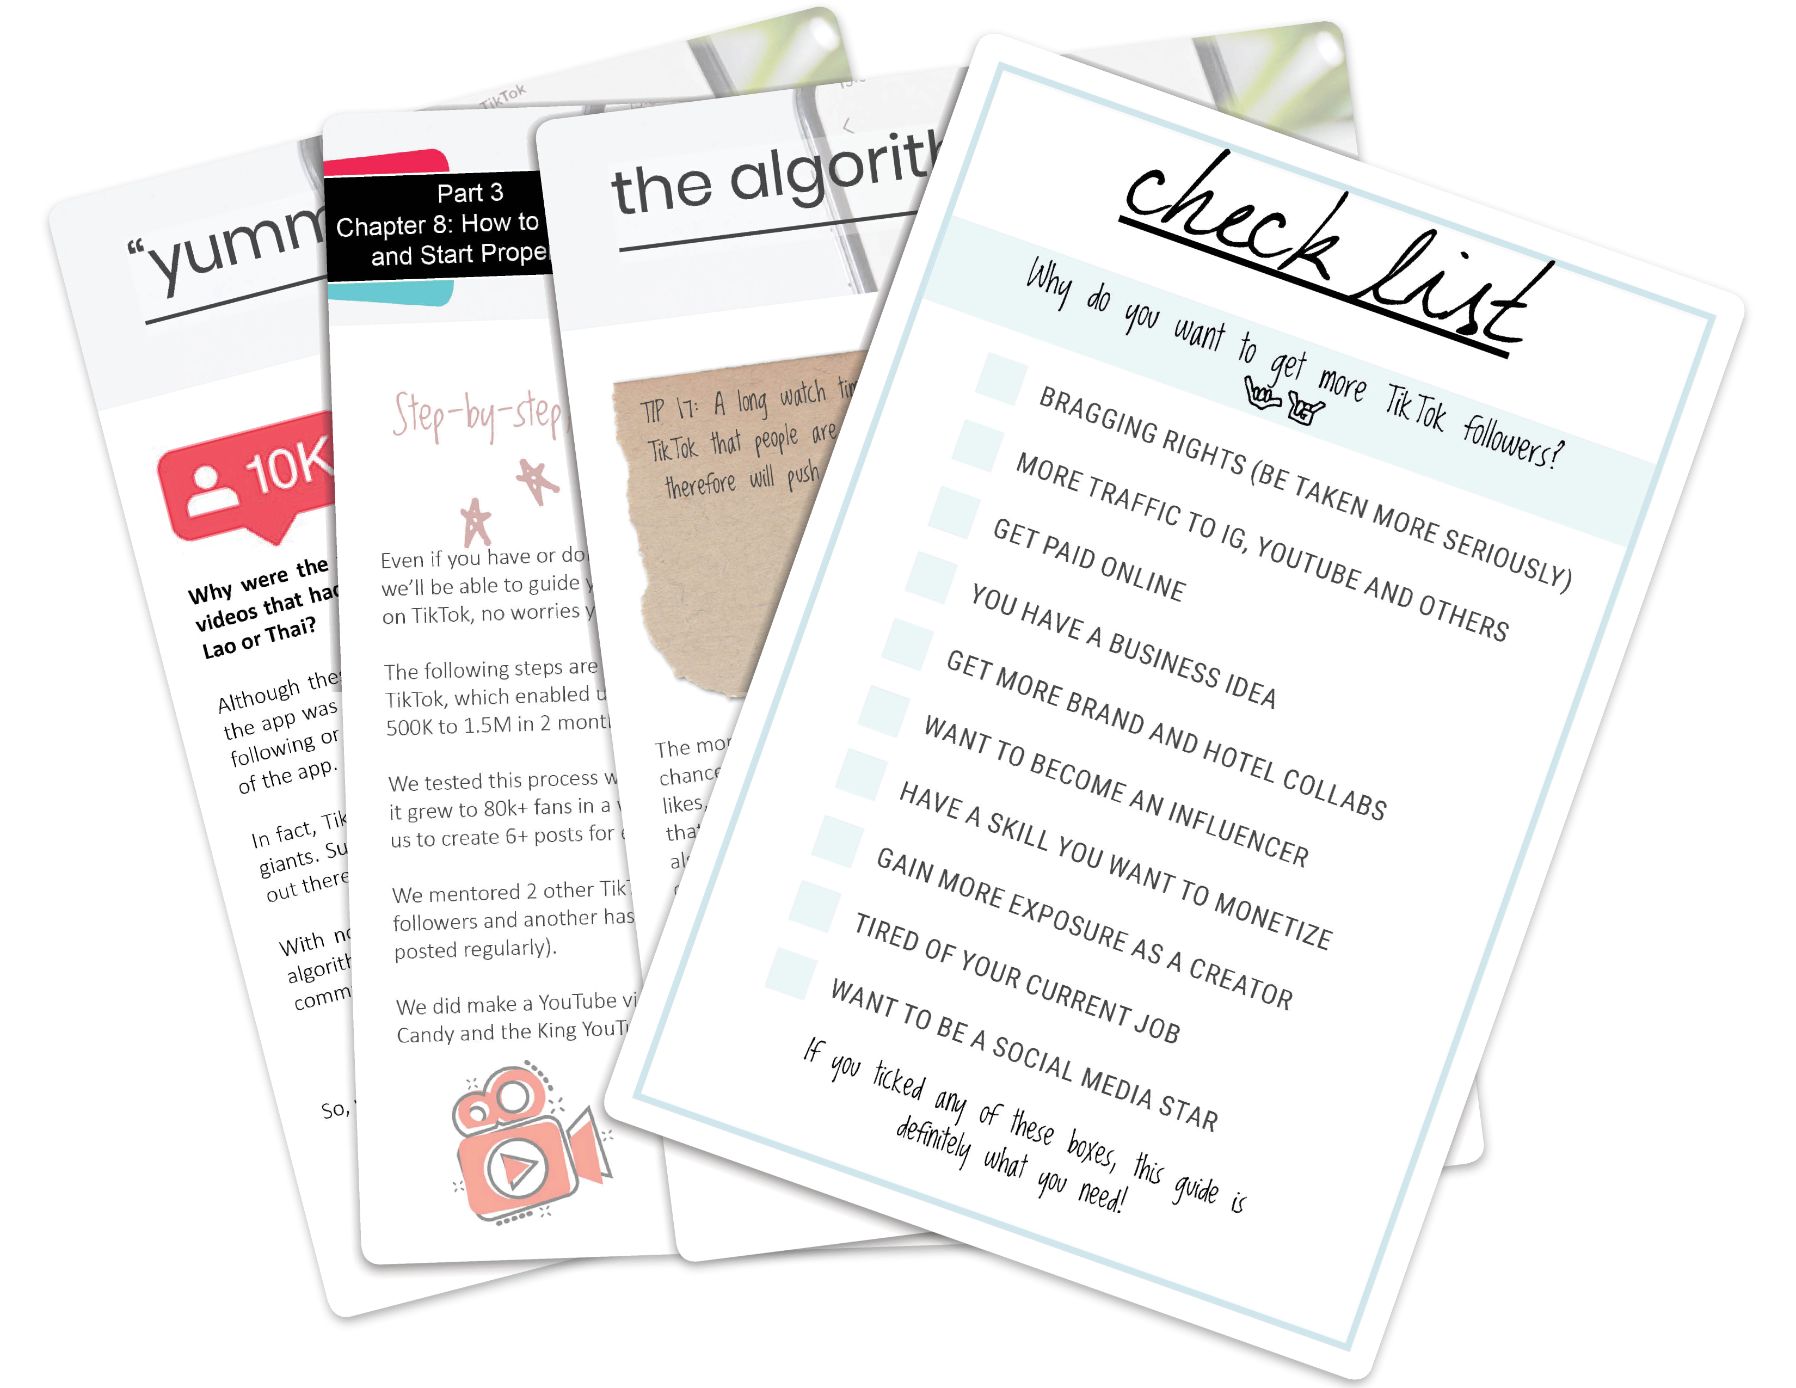 TikTok
“yumm
10K
Why were the
videos that had
Lao or Thai?
Although these
the app was
following or
of the app.
In fact, Tik
giants. Su
out there
With no
algorith
comm
So,
Part 3
Chapter 8: How to
and Start Proper
Step-by-step
Even if you have or do
we’ll be able to guide y
on TikTok, no worries y
The following steps are
TikTok, which enabled u
500K to 1.5M in 2 mont
We tested this process w
it grew to 80k+ fans in a
us to create 6+ posts for e
We mentored 2 other TikT
followers and another has
posted regularly).
We did make a YouTube vi
Candy and the King YouTu
the algorith
TIP 17: A long watch tim
TikTok that people are
therefore will push
The mor
chance
likes,
that
al
check list
Why do you want to get more TikTok followers?
BRAGGING RIGHTS (BE TAKEN MORE SERIOUSLY)
MORE TRAFFIC TO IG, YOUTUBE AND OTHERS
GET PAID ONLINE
YOU HAVE A BUSINESS IDEA
GET MORE BRAND AND HOTEL COLLABS
WANT TO BECOME AN INFLUENCER
HAVE A SKILL YOU WANT TO MONETIZE
GAIN MORE EXPOSURE AS A CREATOR
TIRED OF YOUR CURRENT JOB
WANT TO BE A SOCIAL MEDIA STAR
If you ticked any of these boxes, this guide is
definitely what you need!